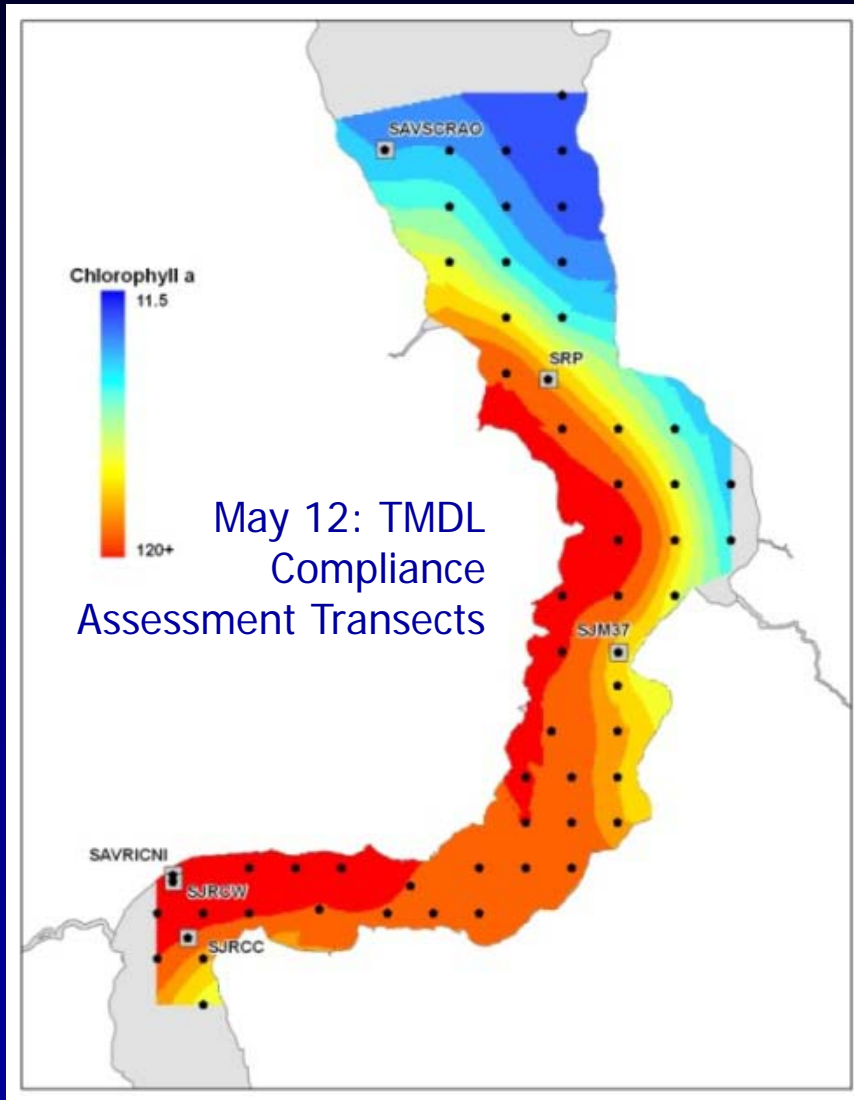 SAVSCRAO
Chlorophyll a
11.5
SRP
120+
May 12: TMDL
Compliance
Assessment Transects
SJM37
SAVRICNI
SJRCW
SJRCC